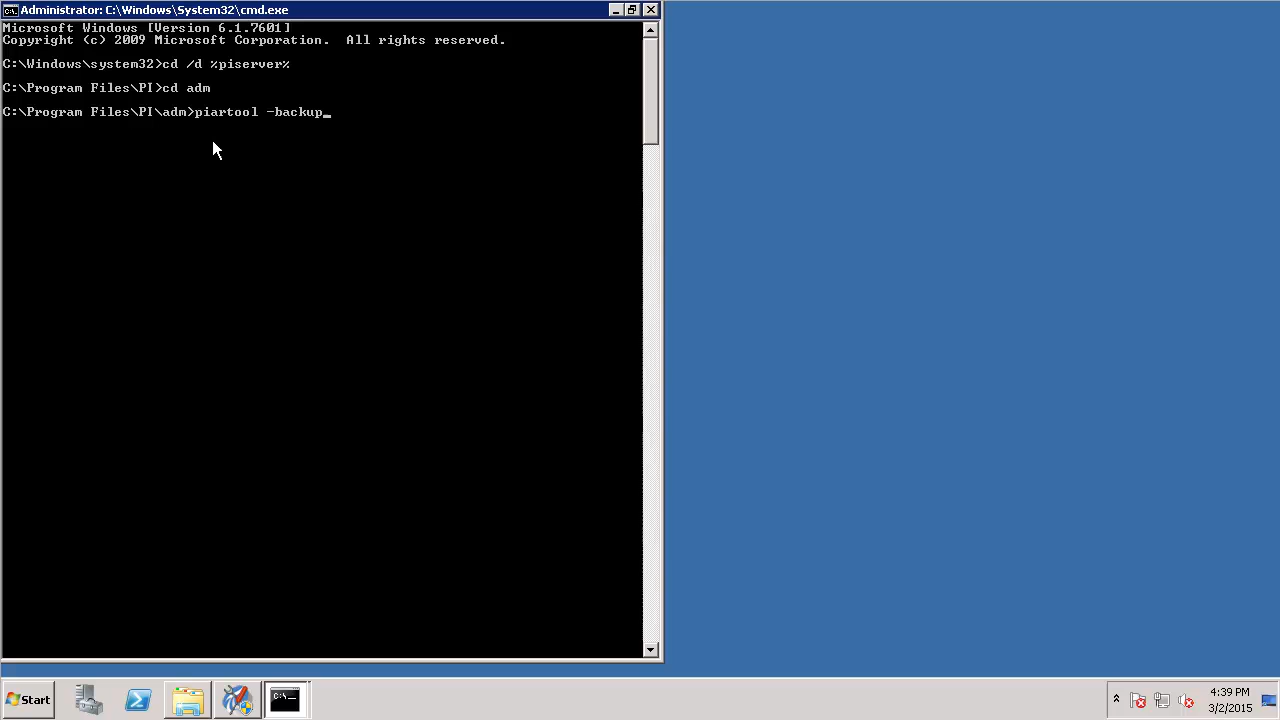 Administrator: C:\Windows\System32\cmd.exe
Microsoft Windows [Version 6.1.7601]
Copyright (c) 2009 Microsoft Corporation.  All rights reserved.
C:\Windows\system32>cd /d %piserver%
C:\Program Files\PI>cd adm
C:\Program Files\PI\adm>piartool -backup_
Start
C:\_
4:39 PM
3/2/2015